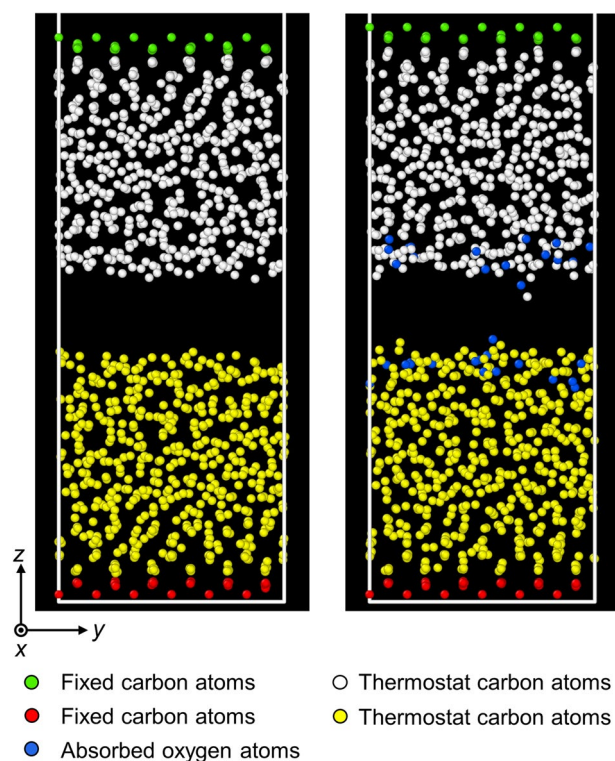 z
y
x
Fixed carbon atoms
Thermostat carbon atoms
Fixed carbon atoms
Thermostat carbon atoms
Absorbed oxygen atoms